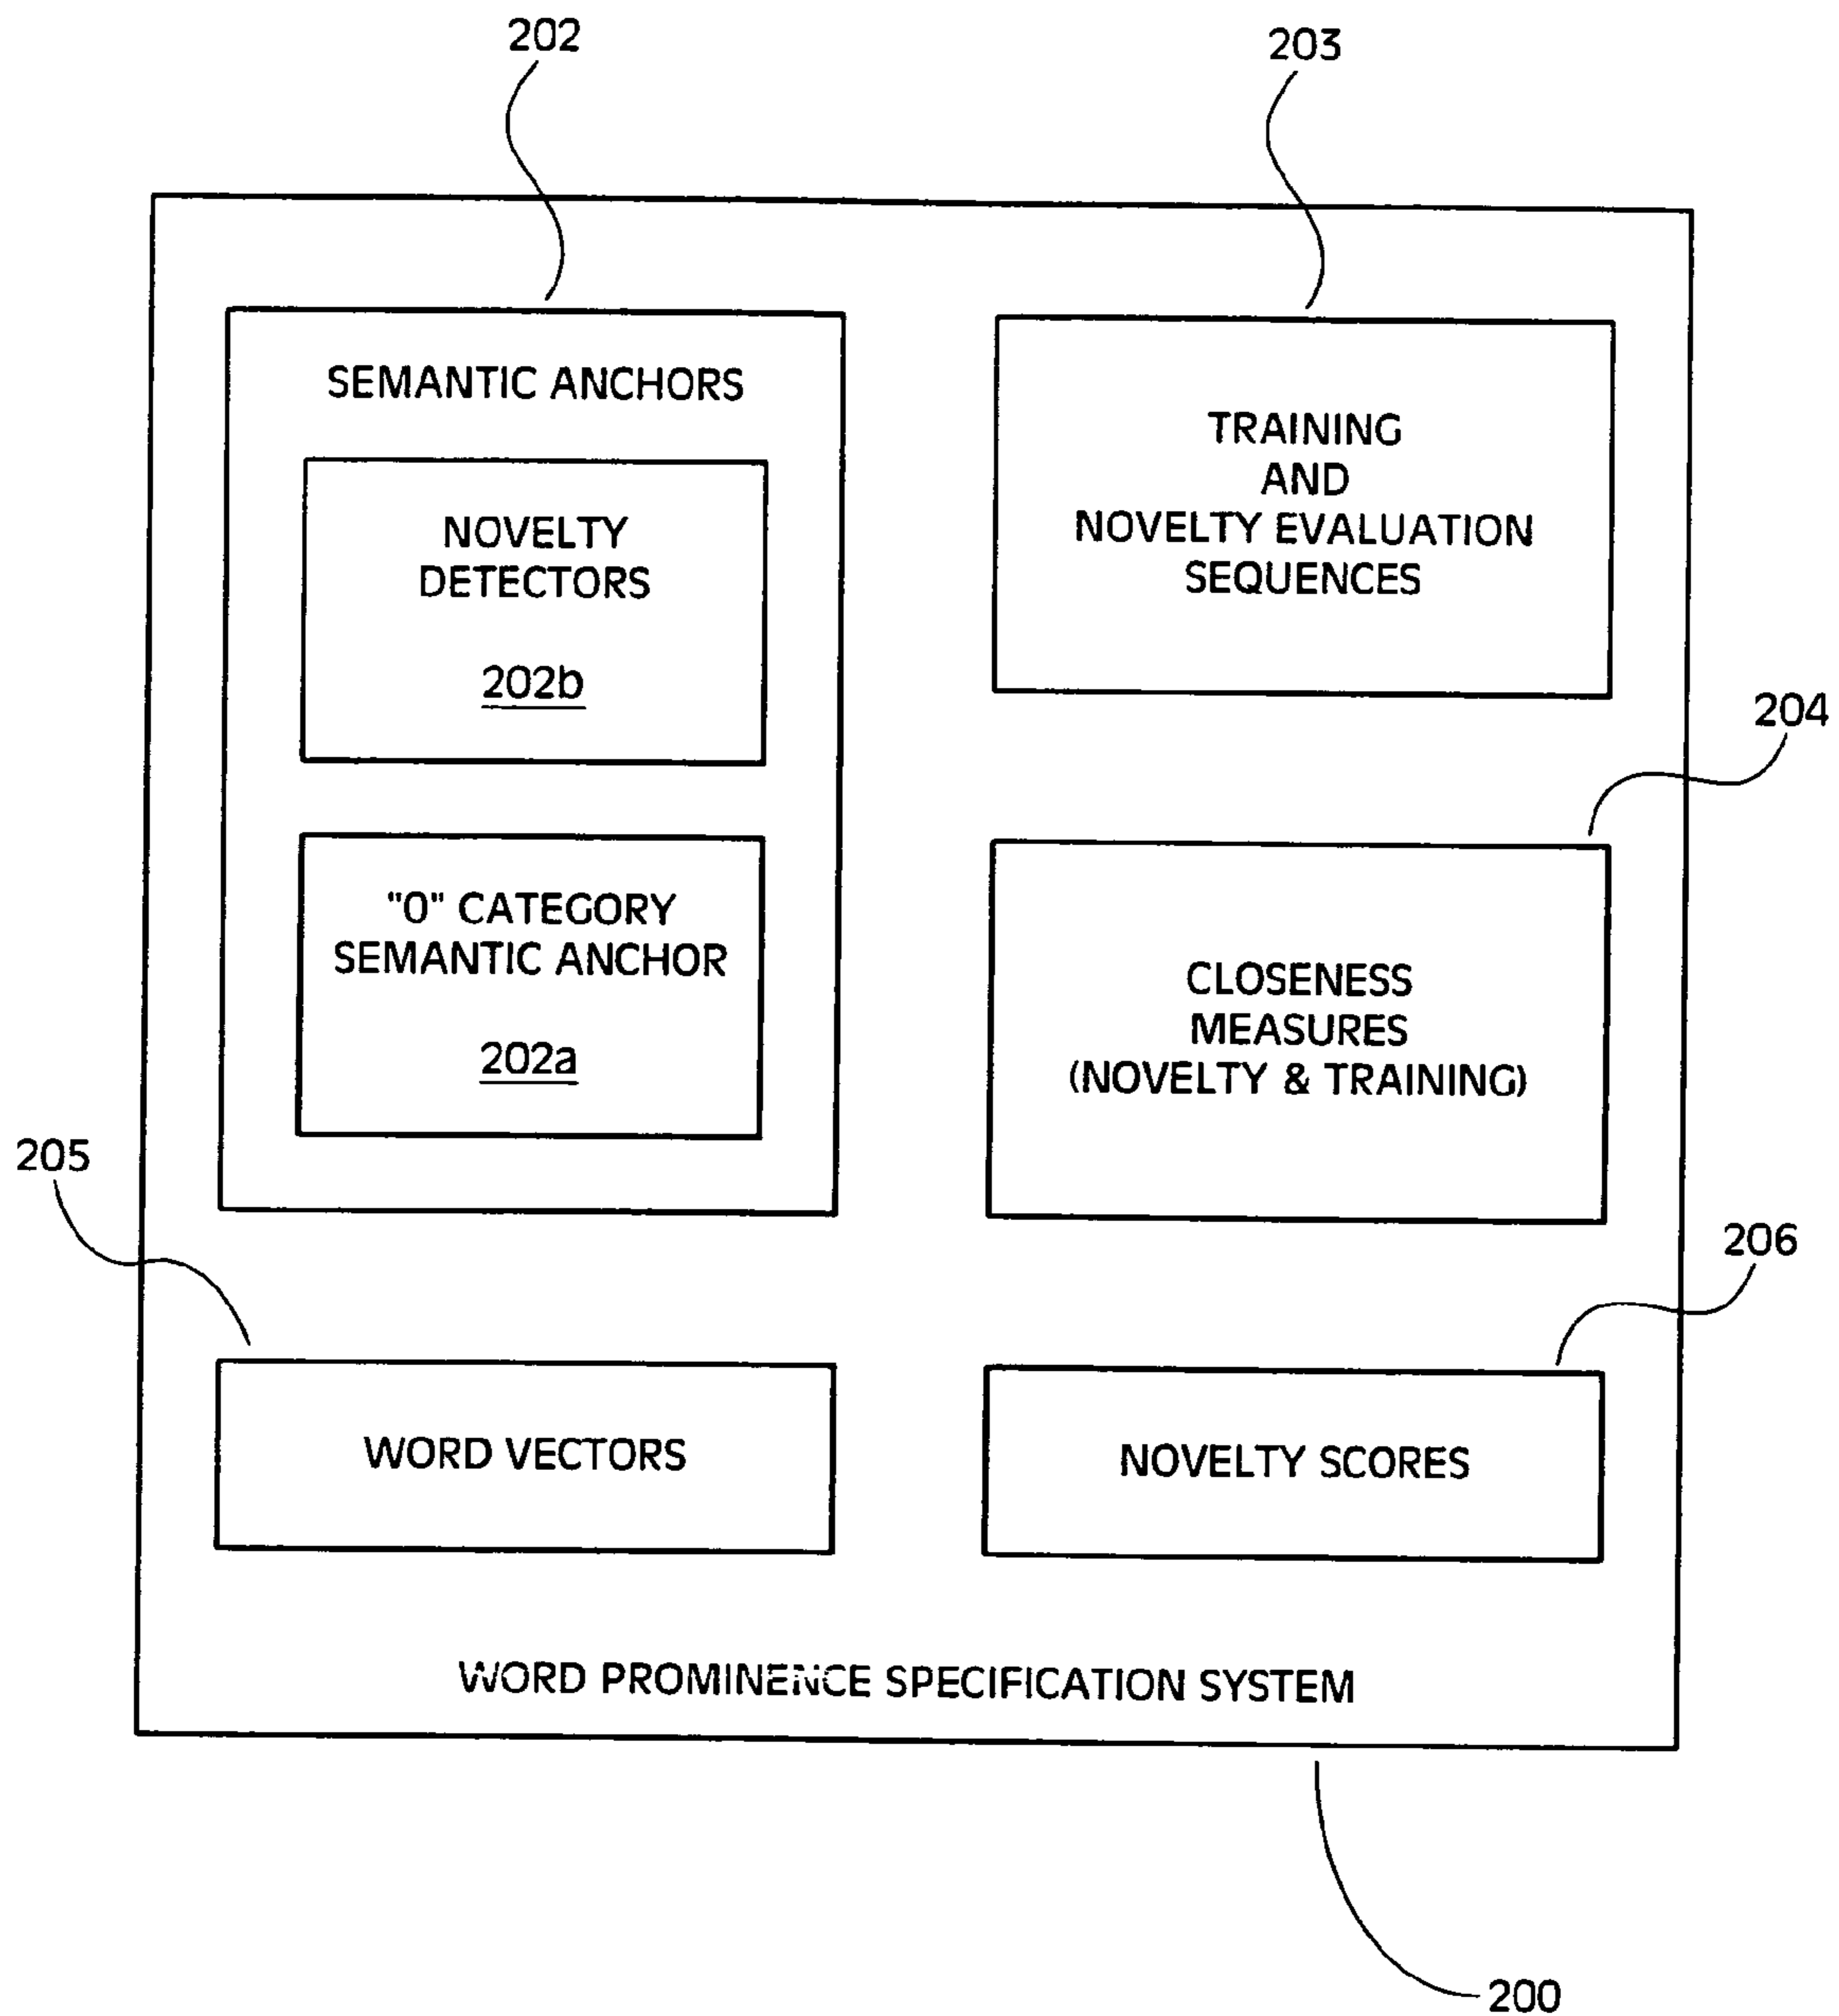 202
203
SEMANTIC ANCHORS
NOVELTY
DETECTORS
202b
"0" CATEGORY
SEMANTIC ANCHOR
202a
TRAINING
AND
NOVELTY EVALUATION
SEQUENCES
204
CLOSENESS
MEASURES
(NOVELTY & TRAINING)
205
206
WORD VECTORS
NOVELTY SCORES
WORD PROMINENCE SPECIFICATION SYSTEM
200